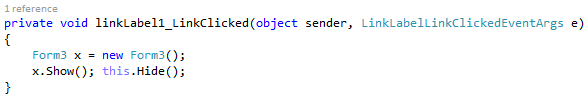 1 reference
private void linkLabel1_LinkClicked(object sender, LinkLabelLinkClickedEventArgs e)
{
Form3 x = new Form3();
x.Show(); this.Hide();
}